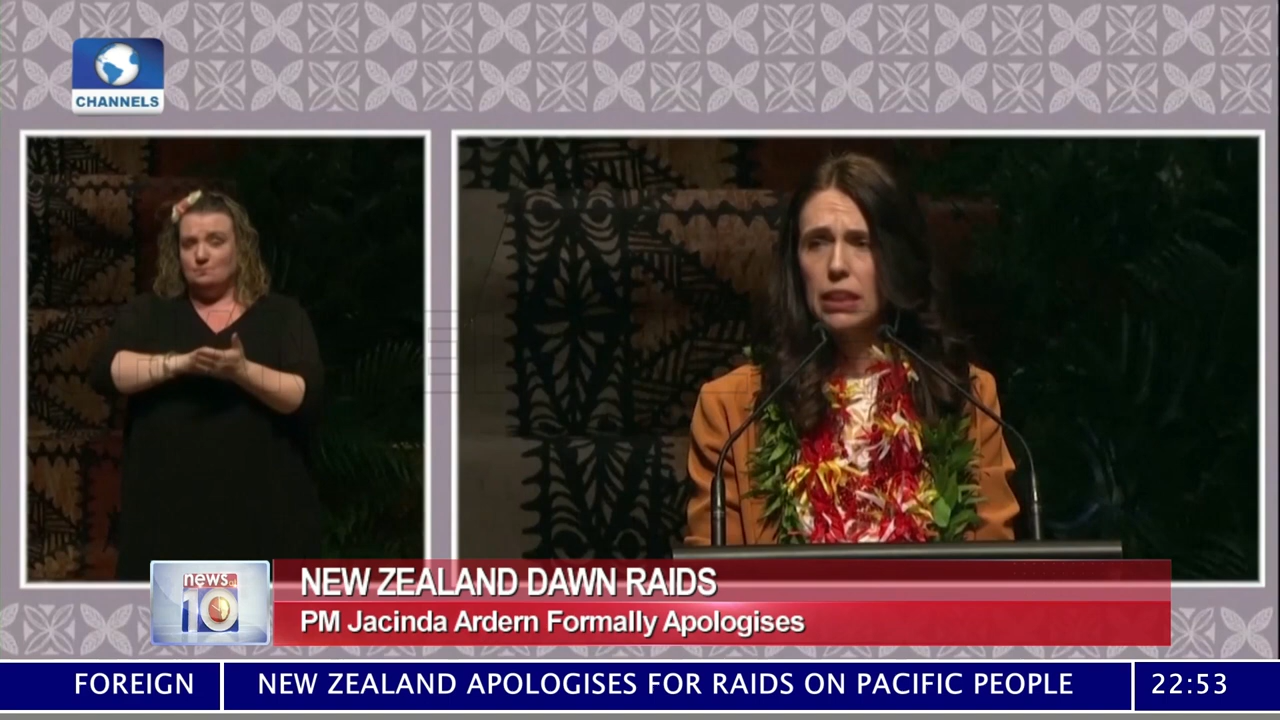 CHANNELS
news at
10
NEW ZEALAND DAWN RAIDS
PM Jacinda Ardern Formally Apologises
FOREIGN
NEW ZEALAND APOLOGISES FOR RAIDS ON PACIFIC PEOPLE
22:53